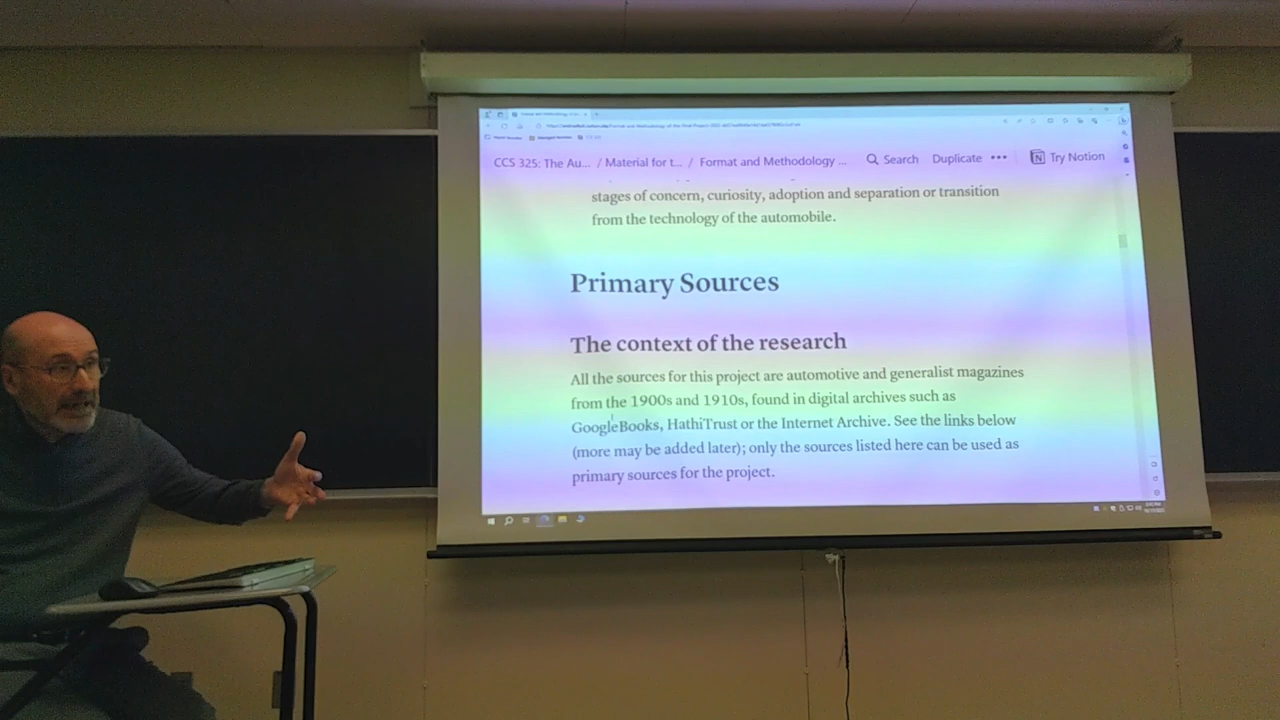 CCS 325: The Au... / Material for t... / Format and Methodology ... Search Duplicate ••• Try Notion
stages of concern, curiosity, adoption and separation or transition
from the technology of the automobile.
Primary Sources
The context of the research
All the sources for this project are automotive and generalist magazines
from the 1900s and 1910s, found in digital archives such as
GoogleBooks, HathiTrust or the Internet Archive. See the links below
(more may be added later); only the sources listed here can be used as
primary sources for the project.